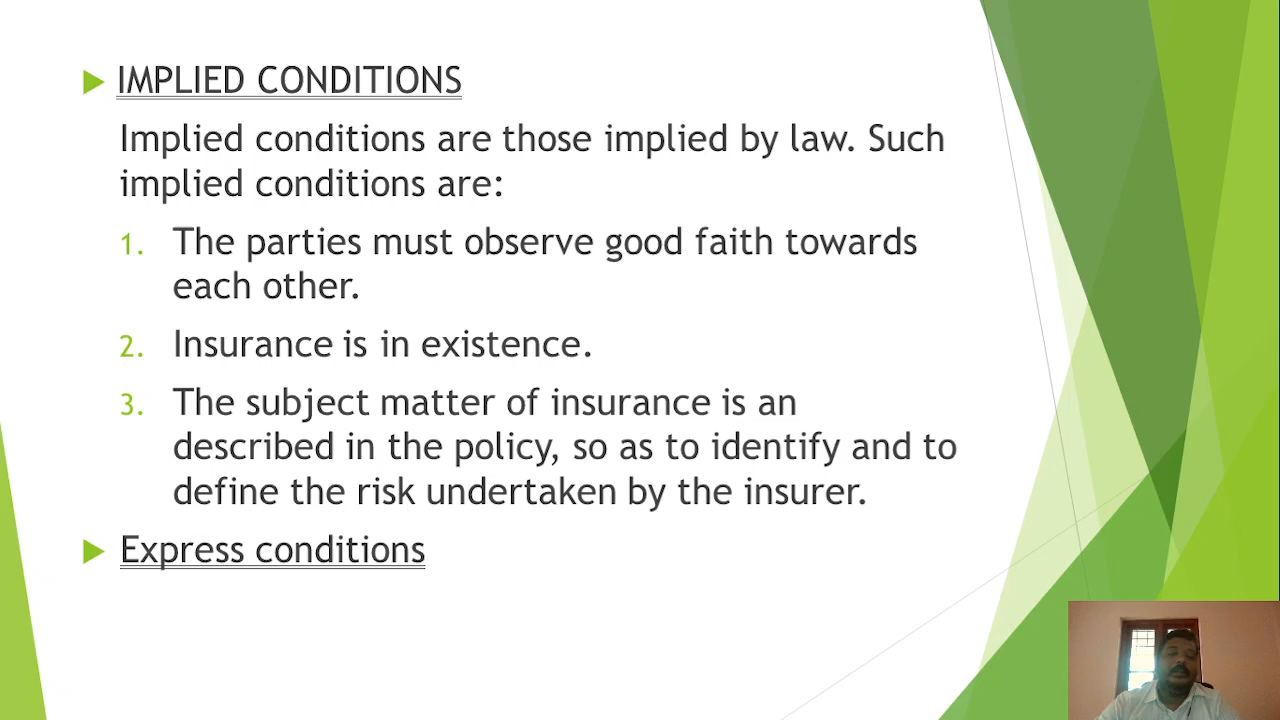 IMPLIED CONDITIONS
Implied conditions are those implied by law. Such
implied conditions are:
1. The parties must observe good faith towards
each other.
2. Insurance is in existence.
3. The subject matter of insurance is an
described in the policy, so as to identify and to
define the risk undertaken by the insurer.
Express conditions